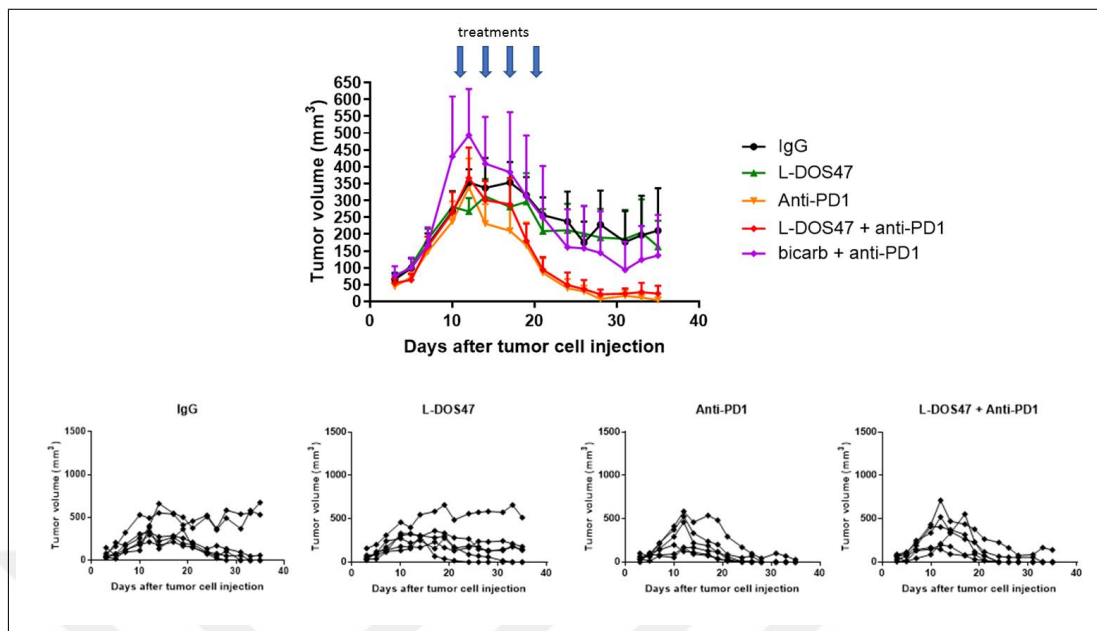 treatments
650
600
550
500
450
400
350
300
250
200
150
100
50
0
Tumor volume (mm³)
0 10 20 30 40
Days after tumor cell injection
IgG
L-DOS47
Anti-PD1
L-DOS47 + anti-PD1
bicarb + anti-PD1
IgG
1500
1000
500
0
Tumor volume (mm³)
0 10 20 30 40
Days after tumor cell injection
L-DOS47
1500
1000
500
0
Tumor volume (mm³)
0 10 20 30 40
Days after tumor cell injection
Anti-PD1
1500
1000
500
0
Tumor volume (mm³)
0 10 20 30 40
Days after tumor cell injection
L-DOS47 + Anti-PD1
1500
1000
500
0
Tumor volume (mm³)
0 10 20 30 40
Days after tumor cell injection